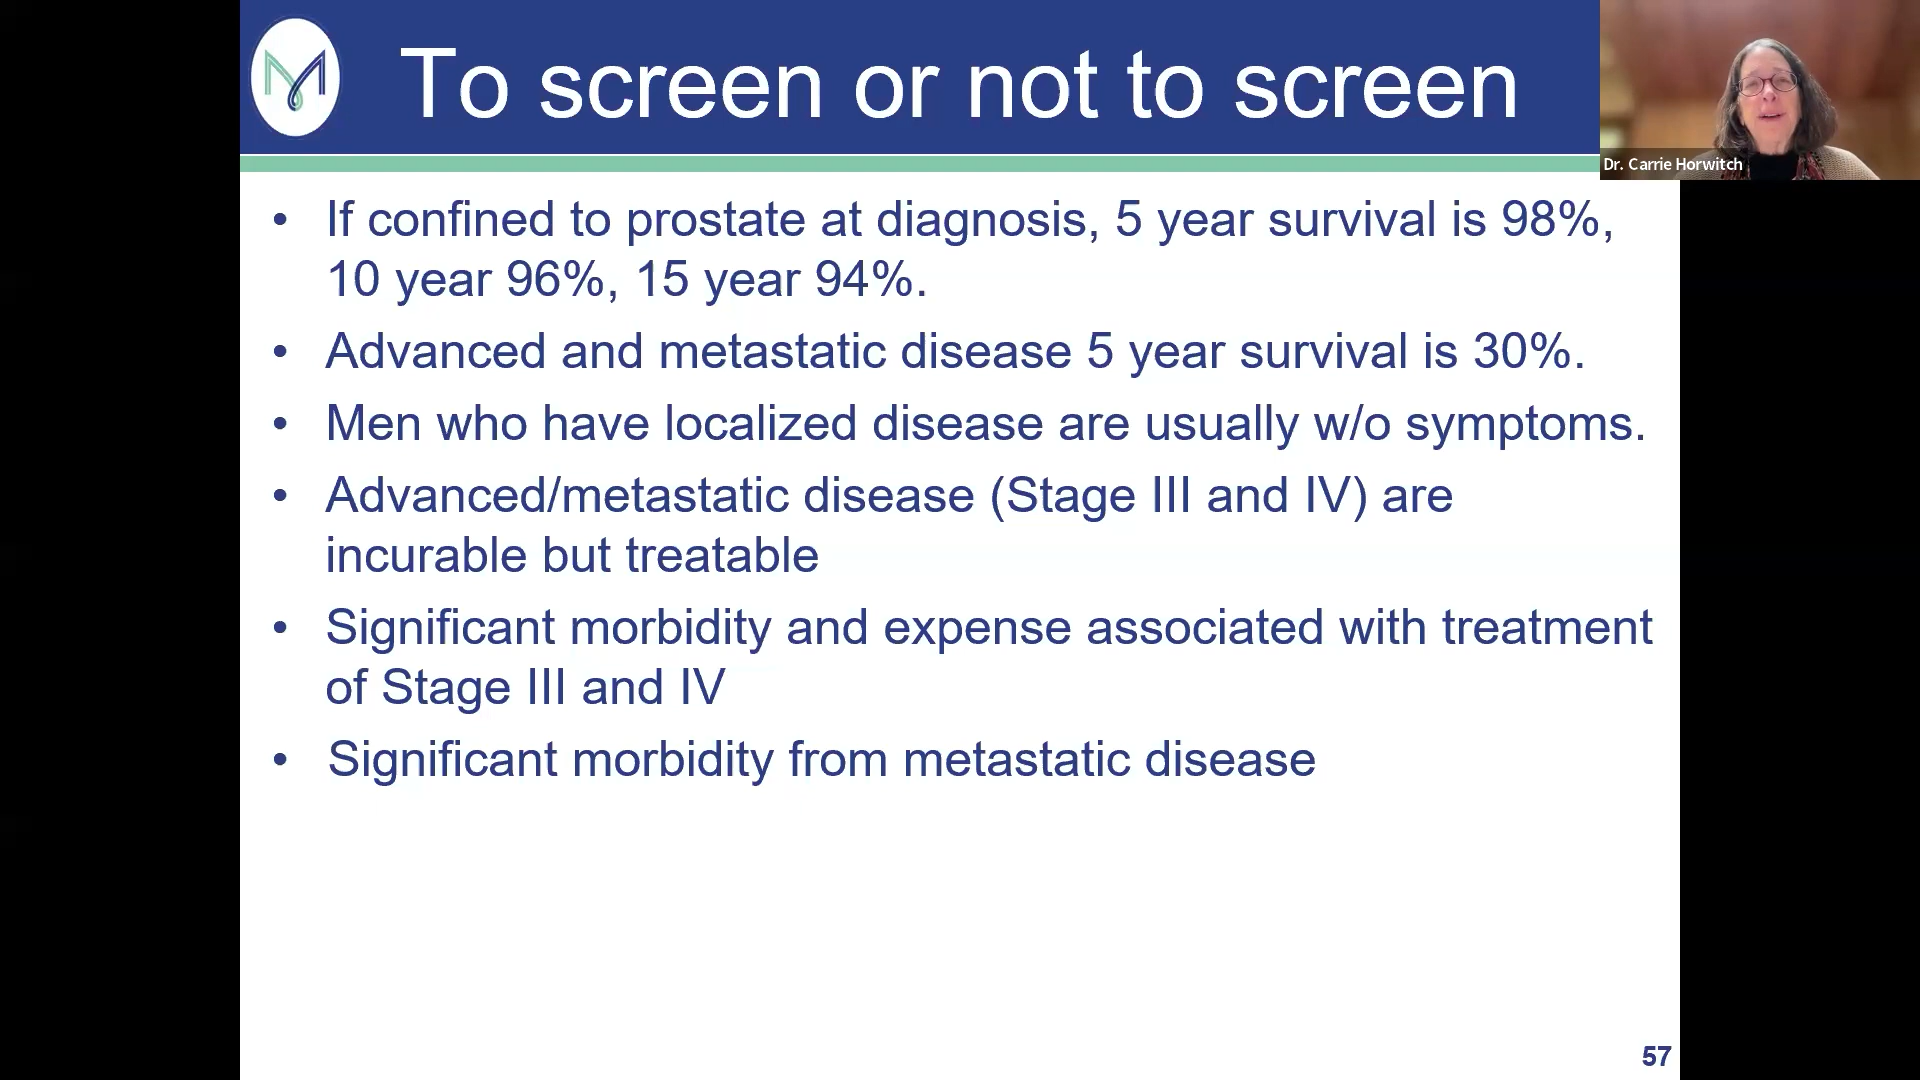 To screen or not to screen
Dr. Carrie Horwitch
• If confined to prostate at diagnosis, 5 year survival is 98%,
10 year 96%, 15 year 94%.
• Advanced and metastatic disease 5 year survival is 30%.
• Men who have localized disease are usually w/o symptoms.
• Advanced/metastatic disease (Stage III and IV) are
incurable but treatable
• Significant morbidity and expense associated with treatment
of Stage III and IV
• Significant morbidity from metastatic disease
57